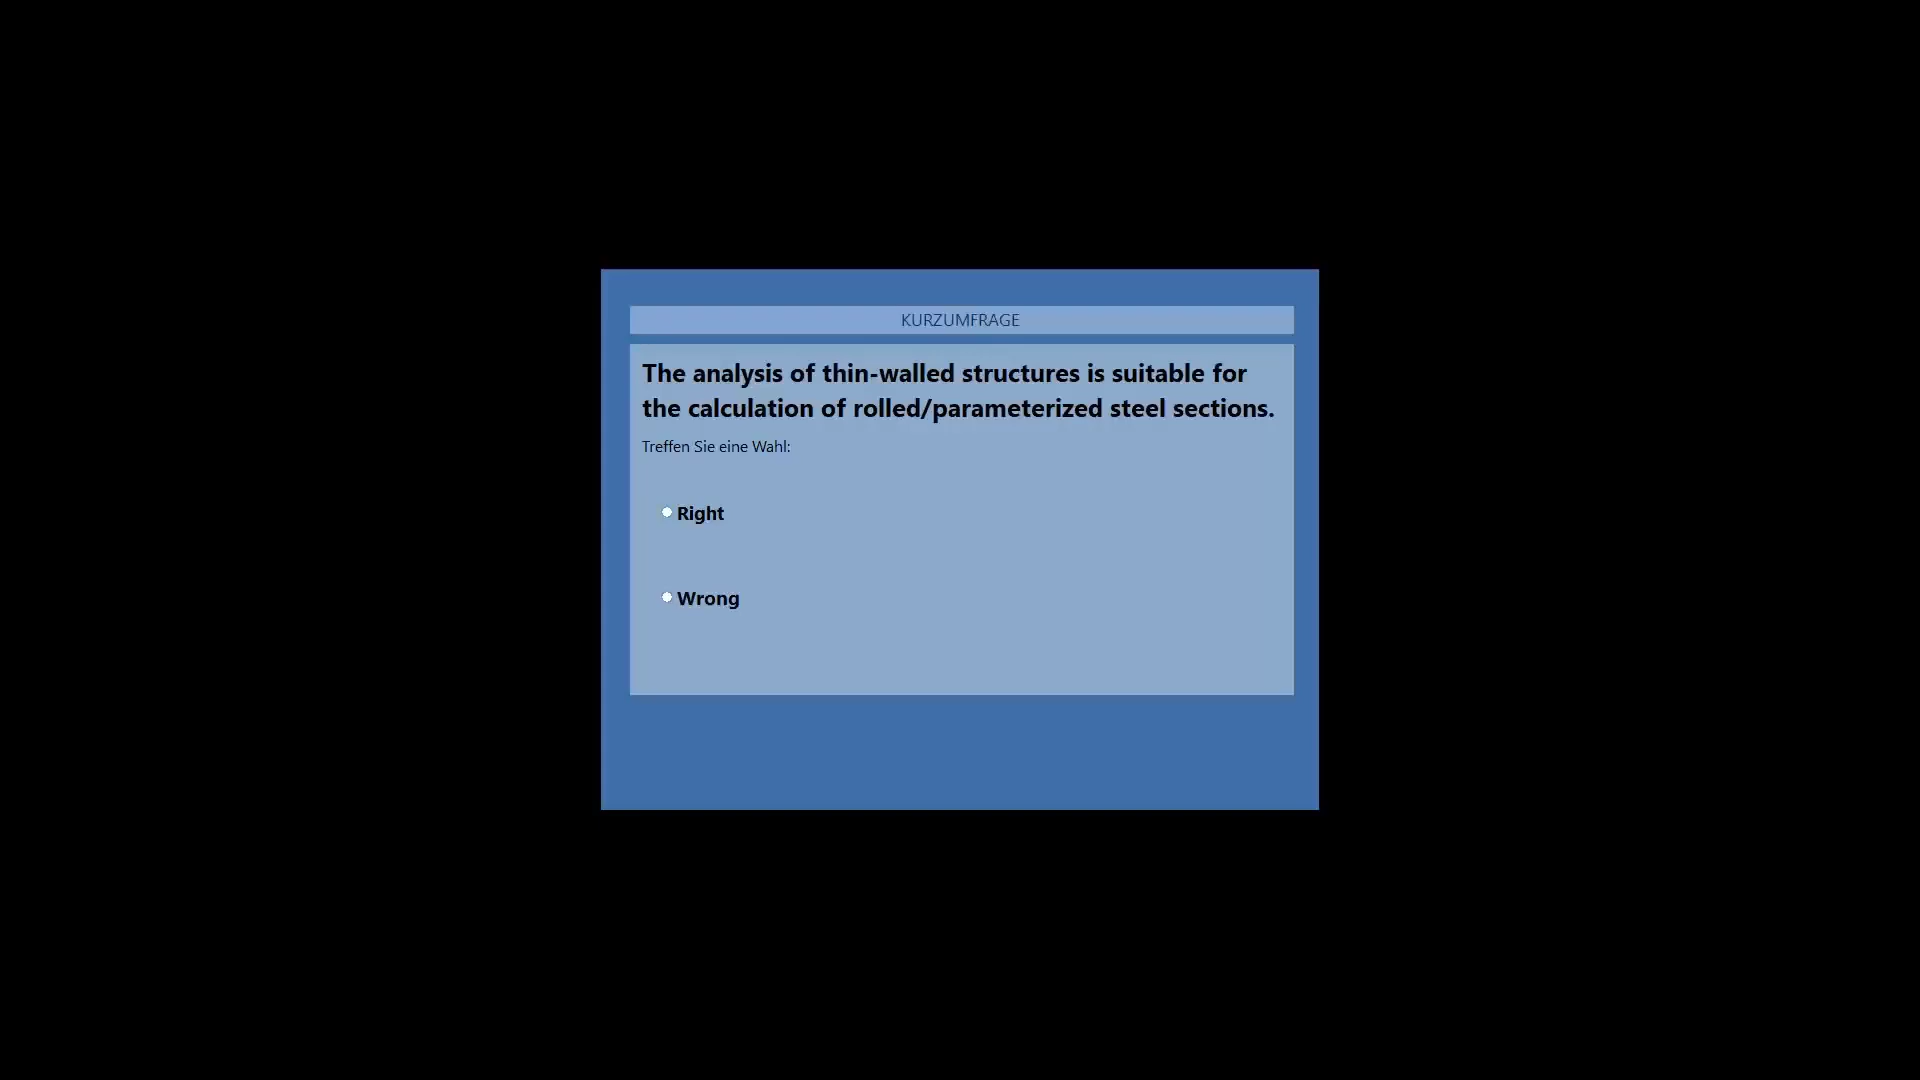 KURZUMFRAGE
The analysis of thin-walled structures is suitable for
the calculation of rolled/parameterized steel sections.
Treffen Sie eine Wahl:
Right
Wrong